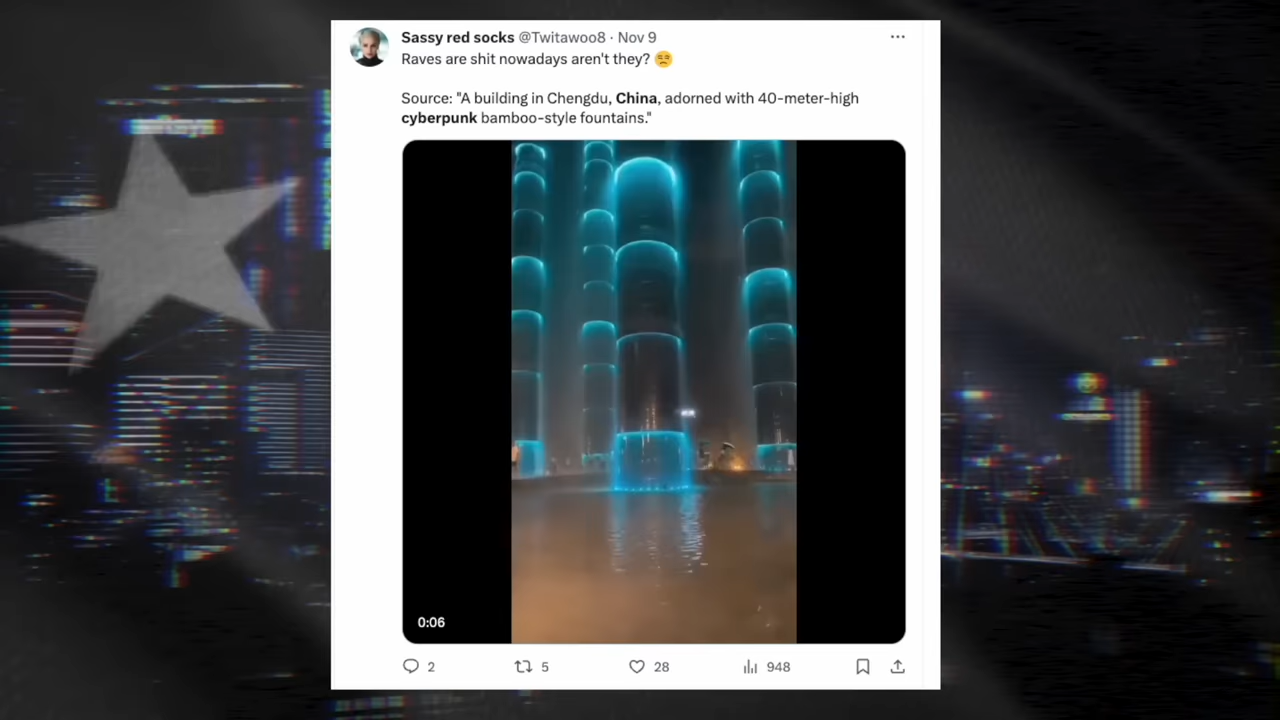 Sassy red socks @Twitawoo8 · Nov 9
Raves are shit nowadays aren't they? 😒
Source: "A building in Chengdu, China, adorned with 40-meter-high
cyberpunk bamboo-style fountains."
0:06
2 5 28 948